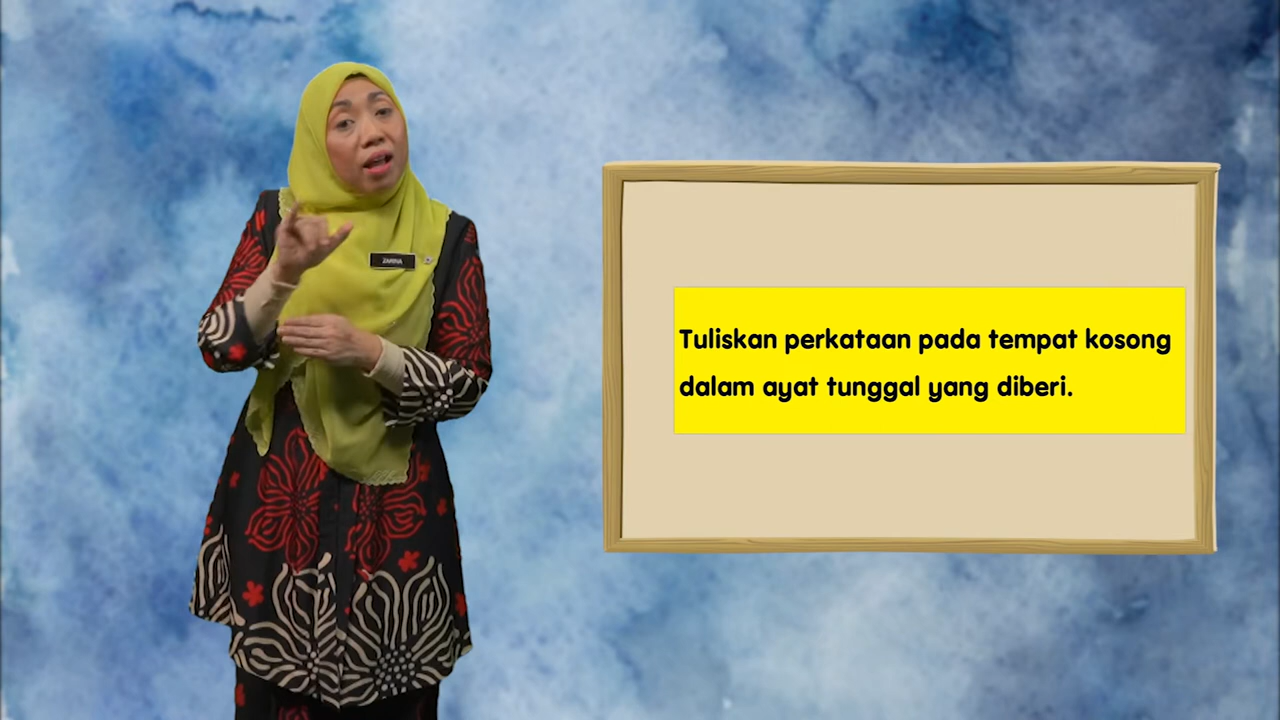 ZARINA
Tuliskan perkataan pada tempat kosong
dalam ayat tunggal yang diberi.